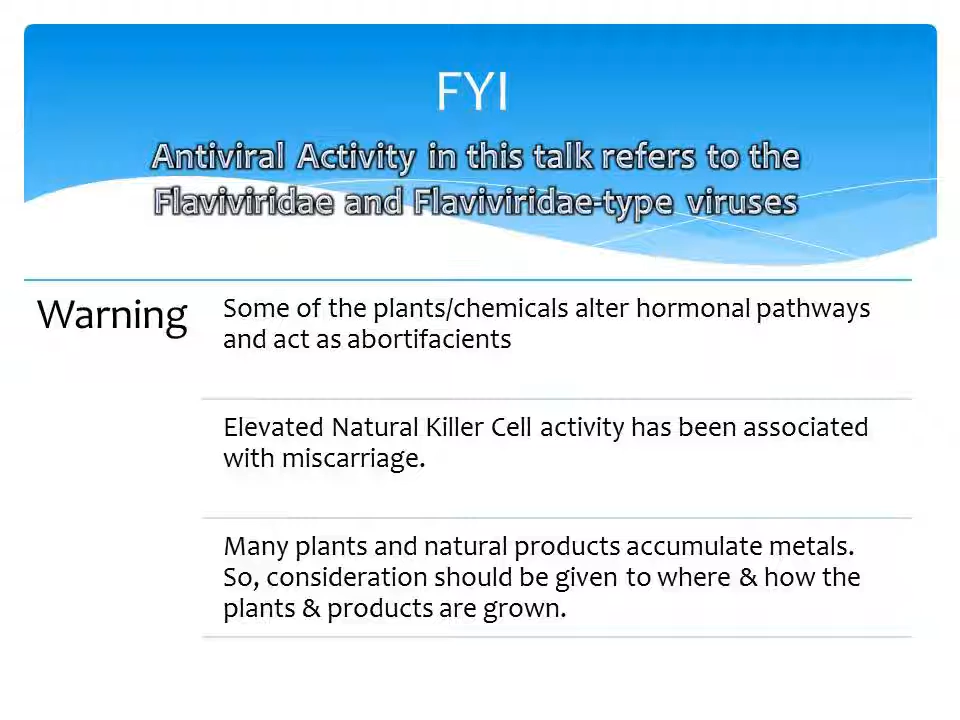 FYI
Antiviral Activity in this talk refers to the
Flaviviridae and Flaviviridae-type viruses
Warning
Some of the plants/chemicals alter hormonal pathways
and act as abortifacients
Elevated Natural Killer Cell activity has been associated
with miscarriage.
Many plants and natural products accumulate metals.
So, consideration should be given to where & how the
plants & products are grown.